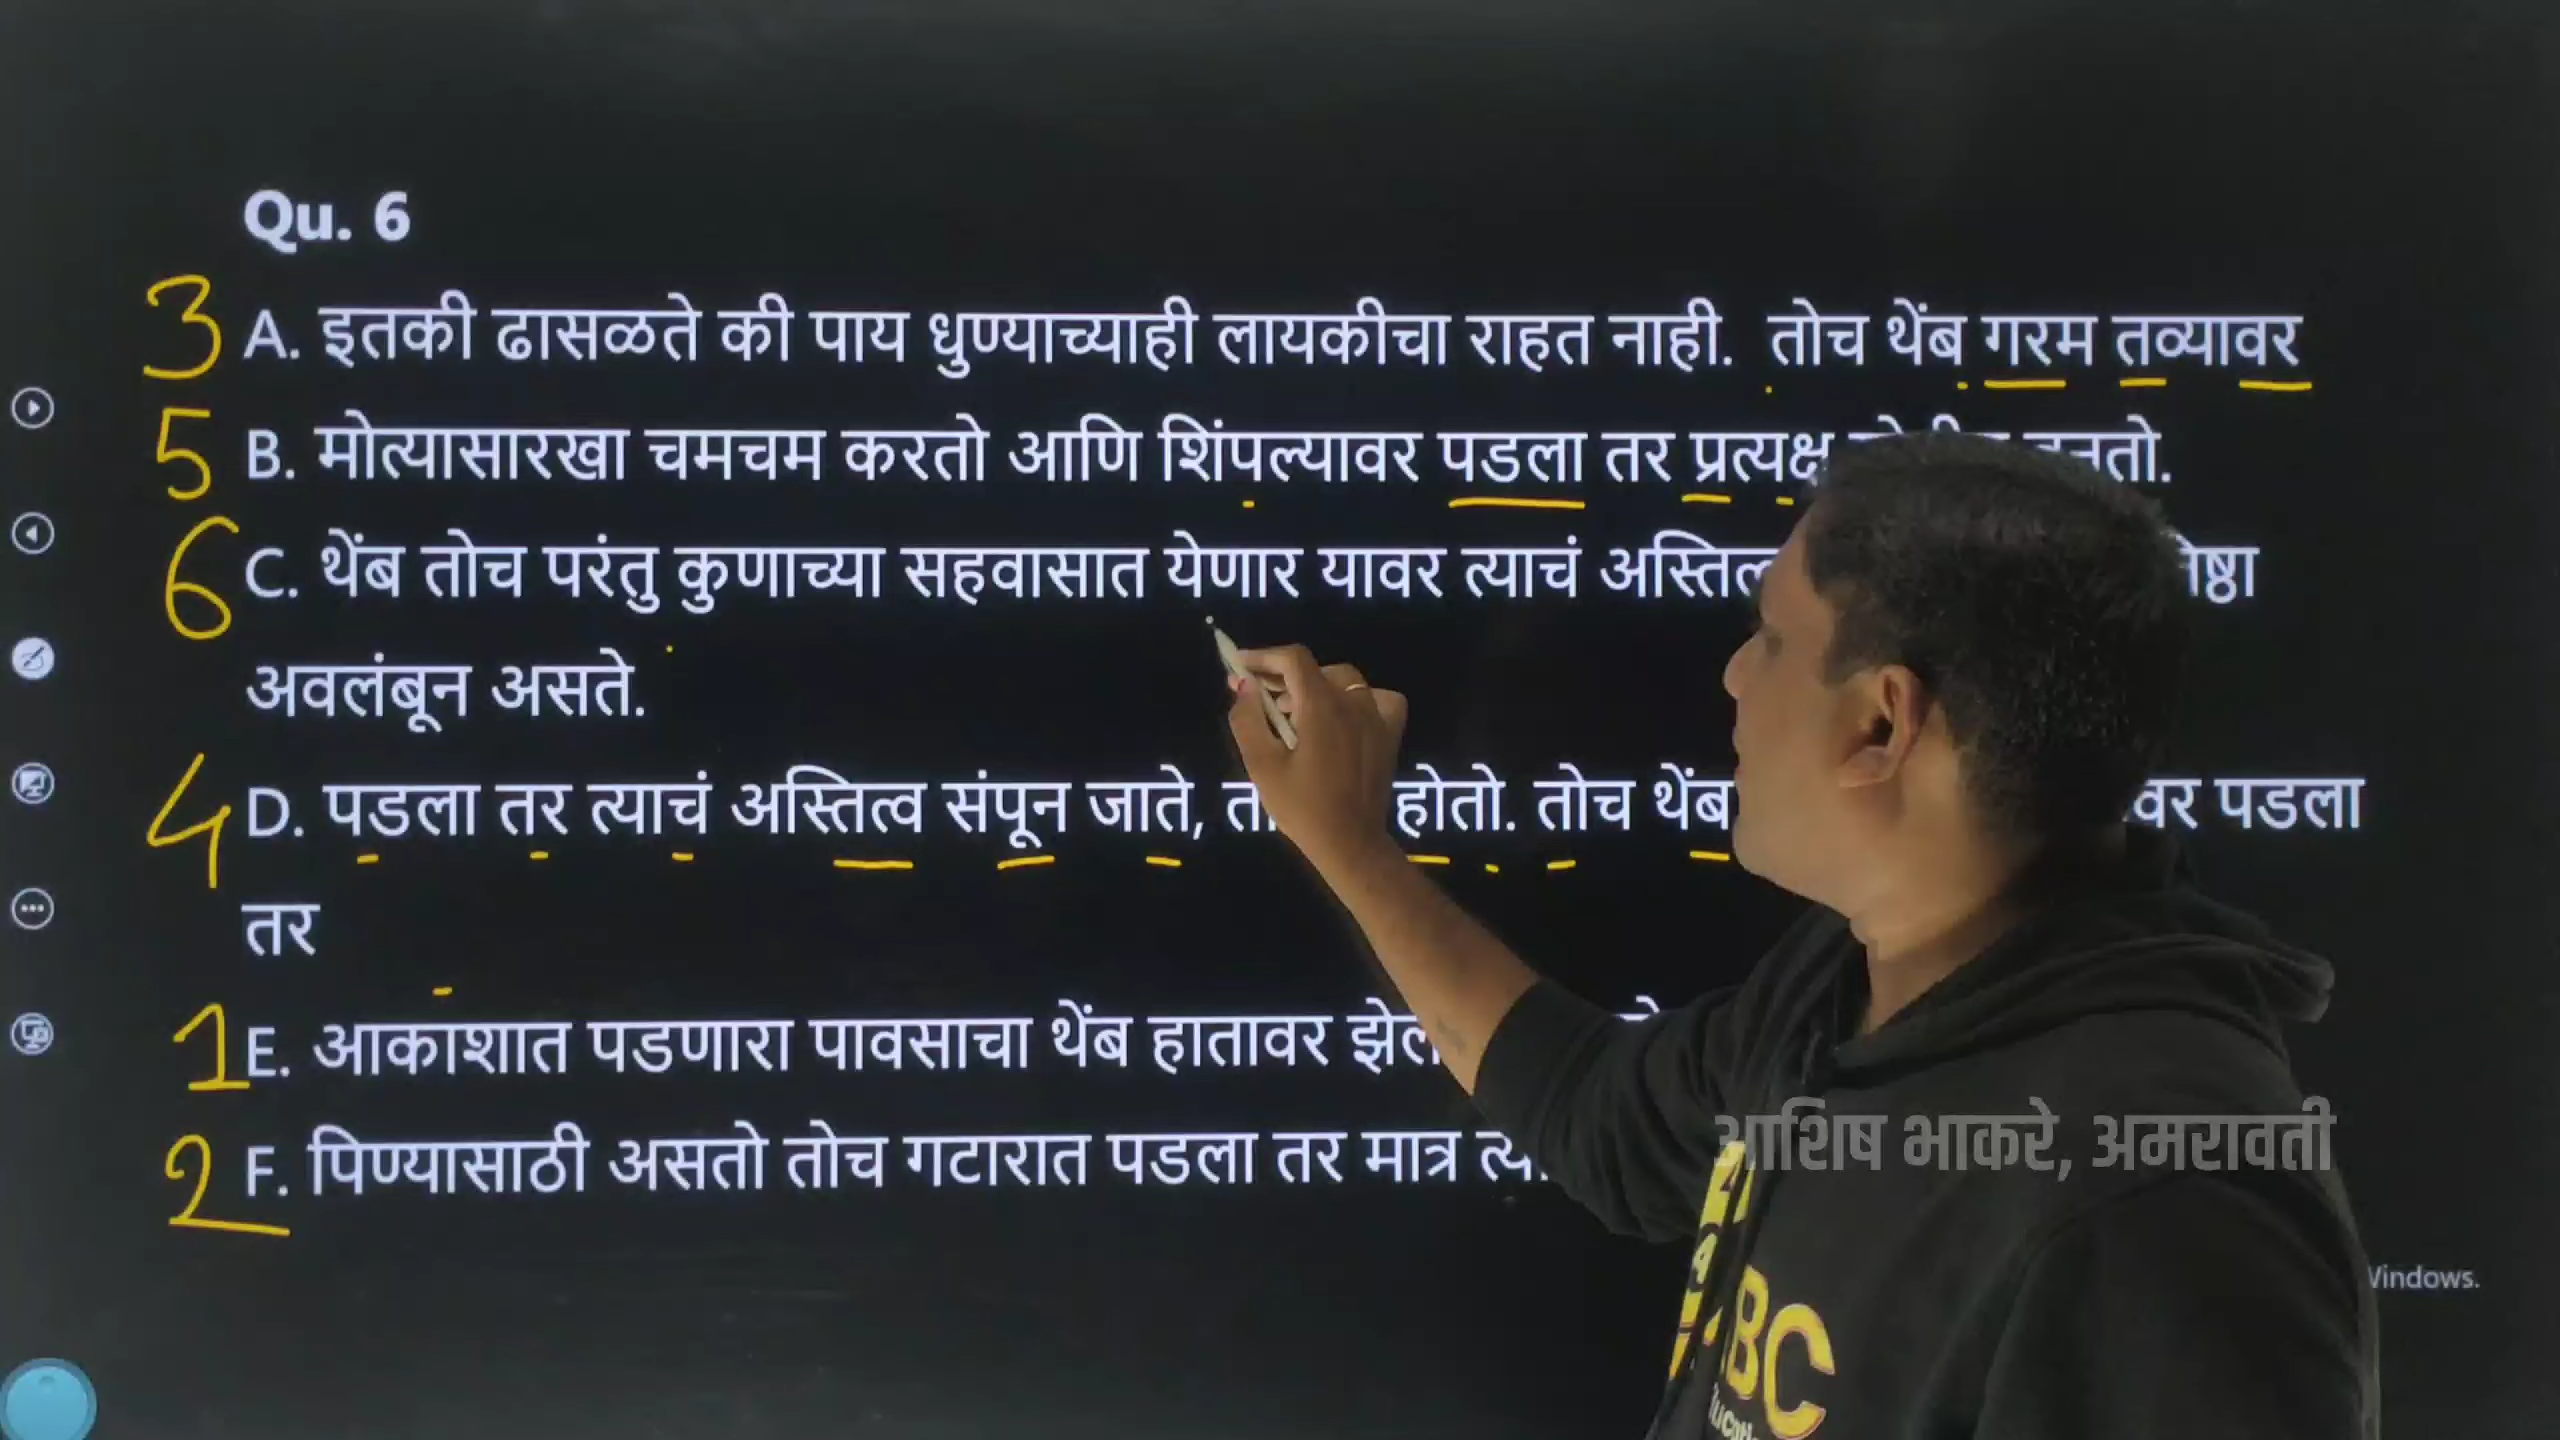 Qu. 6
3 A. इतकी ढासळते की पाय धुण्याच्याही लायकीचा राहत नाही. तोच थेंब गरम तव्यावर
5 B. मोत्यासारखा चमचम करतो आणि शिंपल्यावर पडला तर प्रत्यक्ष
6 C. थेंब तोच परंतु कुणाच्या सहवासात येणार यावर त्याचं
अवलंबून असते.
4 D. पडला तर त्याचं अस्तित्व संपून जाते, होतो. तोच थेंब वर पडला
तर
1 E. आकाशात पडणारा पावसाचा थेंब हातावर
2 F. पिण्यासाठी असतो तोच गटारात पडला तर मात्र
आशिष भाकरे, अमरावती
Windows.
BC